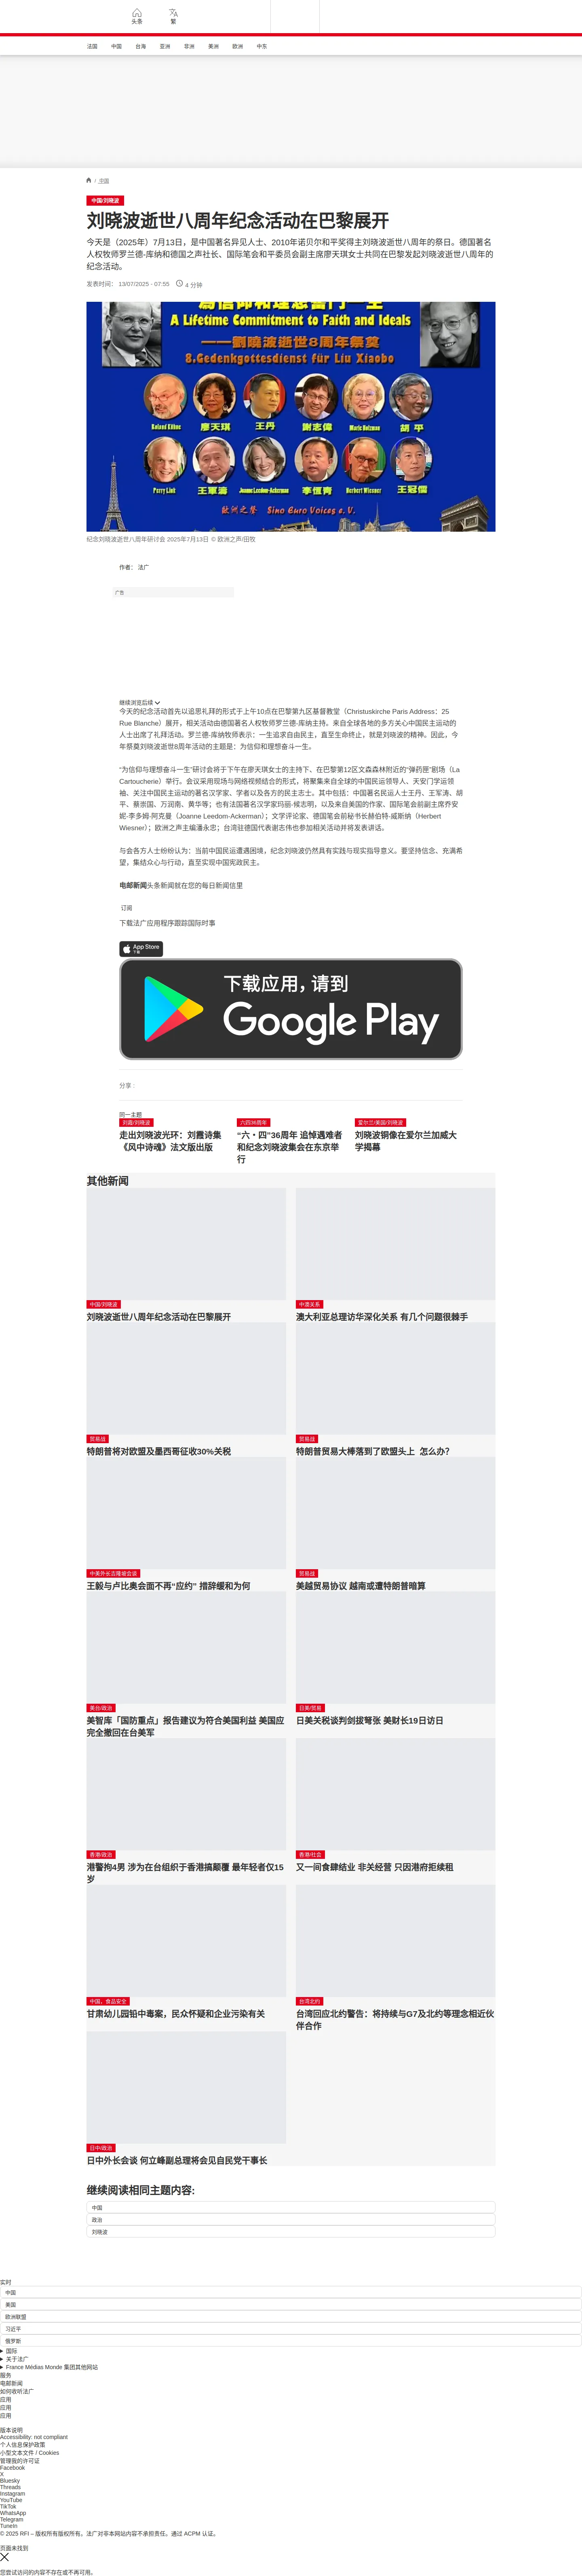 头条
繁
法国 中国 台海 亚洲 非洲 美洲 欧洲 中东
/ 中国
中国/刘晓波
刘晓波逝世八周年纪念活动在巴黎展开
今天是（2025年）7月13日，是中国著名异见人士、2010年诺贝尔和平奖得主刘晓波逝世八周年的祭日。德国著名
人权牧师罗兰德-库纳和德国之声社长、国际笔会和平委员会副主席廖天琪女士共同在巴黎发起刘晓波逝世八周年的
纪念活动。
发表时间： 13/07/2025 - 07:55 4 分钟
為信仰和理想奮鬥一生
A Lifetime Commitment to Faith and Ideals
——劉曉波逝世8周年祭奠
8.Gedenkgottesdienst für Liu Xiaobo
Roland Kühne 廖天琪 王丹 謝志偉 Marie Holzman 胡平
Perry Link 王軍濤 Joanne Leedom-Ackerman 李恆青 Herbert Wiesner 王冠儒
歐洲之聲 Sino Euro Voices e.V.
纪念刘晓波逝世八周年研讨会 2025年7月13日 © 欧洲之声/田牧
作者： 法广
广告
继续浏览后续
今天的纪念活动首先以追思礼拜的形式于上午10点在巴黎第九区基督教堂（Christuskirche Paris Address：25
Rue Blanche）展开，相关活动由德国著名人权牧师罗兰德-库纳主持。来自全球各地的多方关心中国民主运动的
人士出席了礼拜活动。罗兰德-库纳牧师表示：一生追求自由民主，直至生命终止，就是刘晓波的精神。因此，今
年祭奠刘晓波逝世8周年活动的主题是：为信仰和理想奋斗一生。
“为信仰与理想奋斗一生”研讨会将于下午在廖天琪女士的主持下、在巴黎第12区文森森林附近的“弹药匣”剧场（La
Cartoucherie）举行。会议采用现场与网络视频结合的形式，将聚集来自全球的中国民运领导人、天安门学运领
袖、关注中国民主运动的著名汉学家、学者以及各方的民主志士。其中包括：中国著名民运人士王丹、王军涛、胡
平、蔡崇国、万润南、黄华等；也有法国著名汉学家玛丽-候志明，以及来自美国的作家、国际笔会前副主席乔安
妮-李多姆-阿克曼（Joanne Leedom-Ackerman）；文学评论家、德国笔会前秘书长赫伯特-威斯纳（Herbert
Wiesner）；欧洲之声主编潘永忠；台湾驻德国代表谢志伟也参加相关活动并将发表讲话。
与会各方人士纷纷认为：当前中国民运遭遇困境，纪念刘晓波仍然具有实践与现实指导意义。要坚持信念、充满希
望，集结众心与行动，直至实现中国宪政民主。
电邮新闻头条新闻就在您的每日新闻信里
订阅
下载法广应用程序跟踪国际时事
App Store
下载
下载应用，请到
Google Play
分享 :
同一主题
刘霞/刘晓波
走出刘晓波光环：刘霞诗集
《风中诗魂》法文版出版
六四36周年
“六・四”36周年 追悼遇难者
和纪念刘晓波集会在东京举
行
爱尔兰/美国/刘晓波
刘晓波铜像在爱尔兰加威大
学揭幕
其他新闻
中国/刘晓波
刘晓波逝世八周年纪念活动在巴黎展开
中澳关系
澳大利亚总理访华深化关系 有几个问题很棘手
贸易战
特朗普将对欧盟及墨西哥征收30%关税
贸易战
特朗普贸易大棒落到了欧盟头上 怎么办？
中美外长吉隆坡会谈
王毅与卢比奥会面不再“应约” 措辞缓和为何
贸易战
美越贸易协议 越南或遭特朗普暗算
美台/政治
美智库「国防重点」报告建议为符合美国利益 美国应
完全撤回在台美军
日美/贸易
日美关税谈判剑拔弩张 美财长19日访日
香港/政治
港警拘4男 涉为在台组织于香港搞颠覆 最年轻者仅15
岁
香港/社会
又一间食肆结业 非关经营 只因港府拒续租
中国，食品安全
甘肃幼儿园铅中毒案，民众怀疑和企业污染有关
台湾北约
台湾回应北约警告：将持续与G7及北约等理念相近伙
伴合作
日中/政治
日中外长会谈 何立峰副总理将会见自民党干事长
继续阅读相同主题内容:
中国
政治
刘晓波
实时
中国
美国
欧洲联盟
习近平
俄罗斯
国际
关于法广
France Médias Monde 集团其他网站
服务
电邮新闻
如何收听法广
应用
应用
应用
版本说明
Accessibility: not compliant
个人信息保护政策
小型文本文件 / Cookies
管理我的许可证
Facebook
X
Bluesky
Threads
Instagram
YouTube
TikTok
WhatsApp
Telegram
TuneIn
© 2025 RFI – 版权所有版权所有。法广对非本网站内容不承担责任。通过 ACPM 认证。
页面未找到
您尝试访问的内容不存在或不再可用。